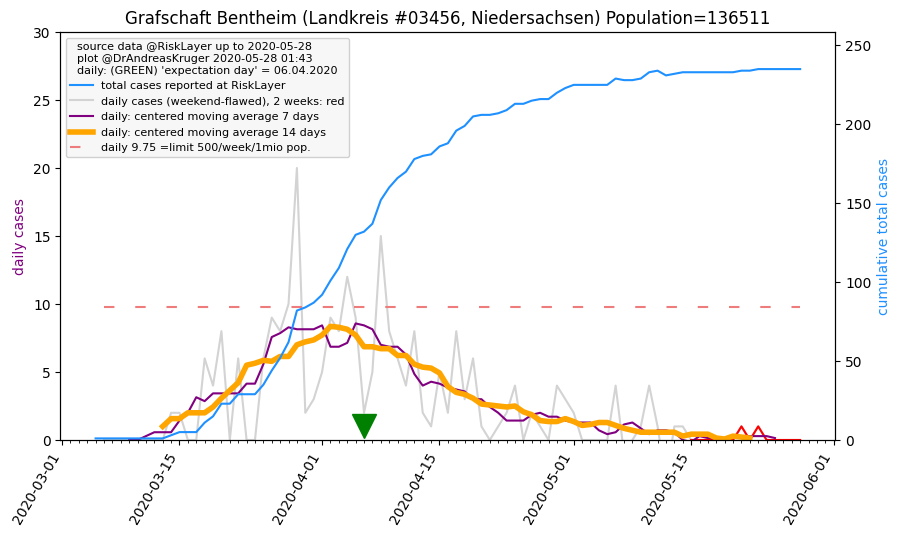 Grafschaft Bentheim (Landkreis #03456, Niedersachsen) Population=136511
source data @RiskLayer up to 2020-05-28
plot @DrAndreasKruger 2020-05-28 01:43
daily: (GREEN) 'expectation day' = 06.04.2020
total cases reported at RiskLayer
daily cases (weekend-flawed), 2 weeks: red
daily: centered moving average 7 days
daily: centered moving average 14 days
daily 9.75 =limit 500/week/1mio pop.
daily cases
30
25
20
15
10
5
0
cumulative total cases
250
200
150
100
50
0
2020-03-01
2020-03-15
2020-04-01
2020-04-15
2020-05-01
2020-05-15
2020-06-01